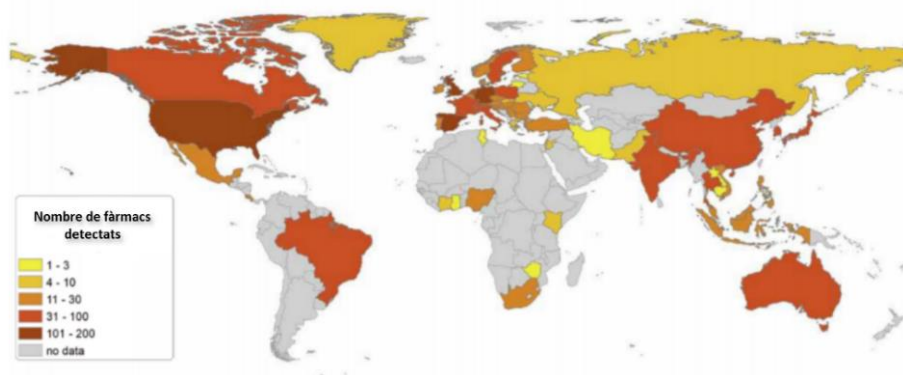 Nombre de fàrmacs
detectats
1 - 3
4 - 10
11 - 30
31 - 100
101 - 200
no data